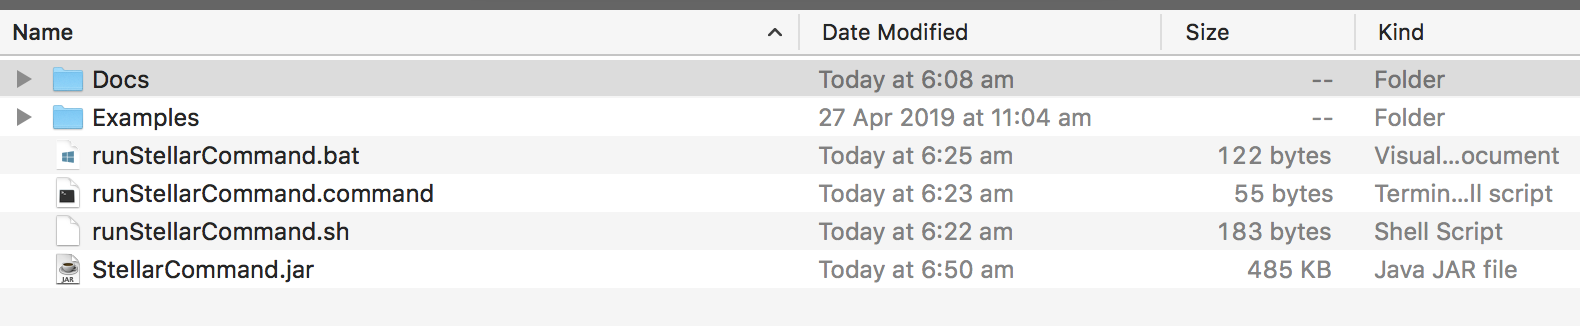 Name Date Modified Size Kind
Docs Today at 6:08 am -- Folder
Examples 27 Apr 2019 at 11:04 am -- Folder
runStellarCommand.bat Today at 6:25 am 122 bytes Visual...ocument
runStellarCommand.command Today at 6:23 am 55 bytes Termin...ll script
runStellarCommand.sh Today at 6:22 am 183 bytes Shell Script
JAR StellarCommand.jar Today at 6:50 am 485 KB Java JAR file